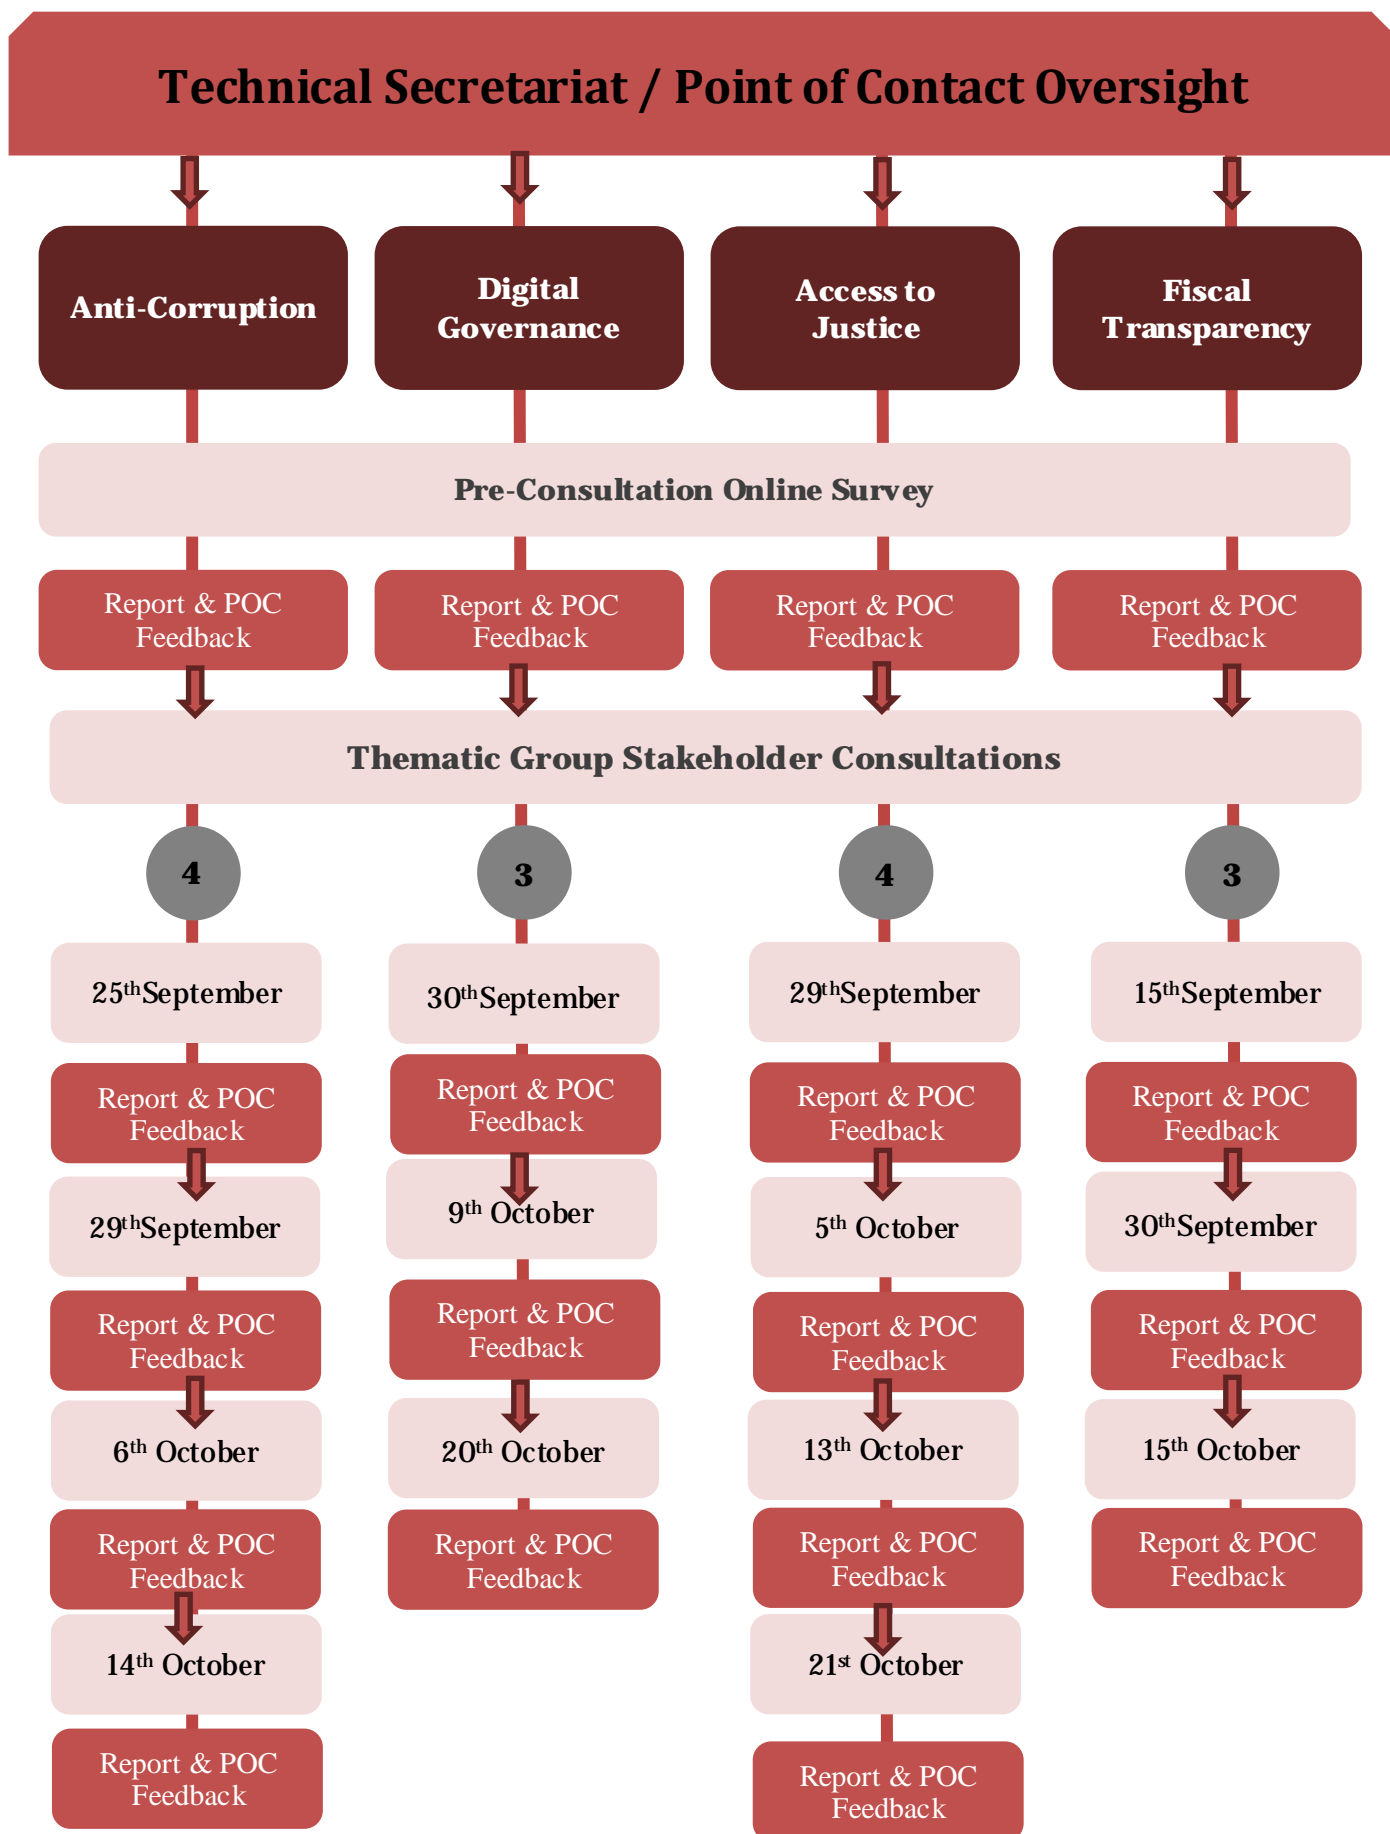 Technical Secretariat / Point of Contact Oversight
Anti-Corruption
Digital
Governance
Access to
Justice
Fiscal
Transparency
Pre-Consultation Online Survey
Report & POC
Feedback
Report & POC
Feedback
Report & POC
Feedback
Report & POC
Feedback
Thematic Group Stakeholder Consultations
4
3
4
3
25th September
30th September
29th September
15th September
Report & POC
Feedback
Report & POC
Feedback
Report & POC
Feedback
Report & POC
Feedback
29th September
9th October
5th October
30th September
Report & POC
Feedback
Report & POC
Feedback
Report & POC
Feedback
Report & POC
Feedback
6th October
20th October
13th October
15th October
Report & POC
Feedback
Report & POC
Feedback
Report & POC
Feedback
Report & POC
Feedback
14th October
21st October
Report & POC
Feedback
Report & POC
Feedback